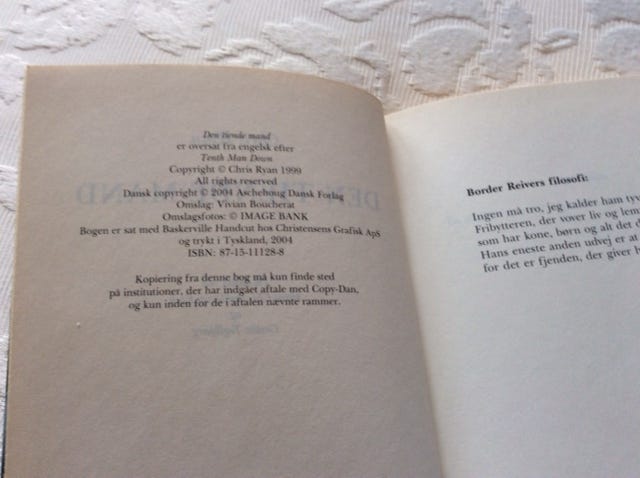 Den tiende mand
er oversat fra engelsk efter
Tenth Man Down
Copyright © Chris Ryan 1999
All rights reserved
Dansk copyright © 2004 Aschehoug Dansk Forlag
Omslag: Vivian Boucherat
Omslagsfotos: © IMAGE BANK
Bogen er sat med Baskerville Handcut hos Christensens Grafisk ApS
og trykt i Tyskland, 2004
ISBN: 87-15-11128-8
Kopiering fra denne bog må kun finde sted
på institutioner, der har indgået aftale med Copy-Dan,
og kun inden for de i aftalen nævnte rammer.
Border Reivers filosofi:
Ingen må tro, jeg kalder ham tyv
Fribytteren, der vover liv og lem
som har kone, børn og alt det
Hans eneste anden udvej er at
for det er fjenden, der giver